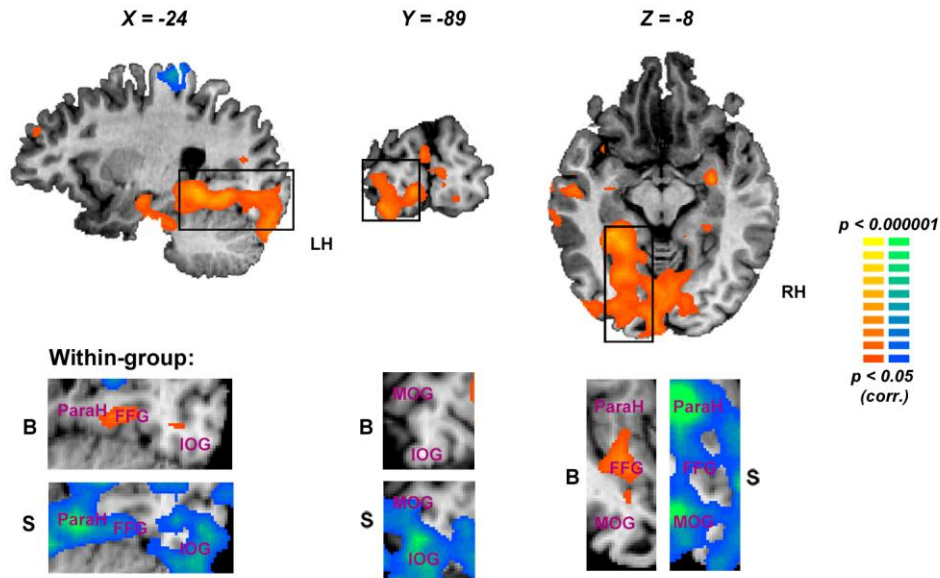 X = -24
Y = -89
Z = -8
LH
RH
p < 0.000001
p < 0.05
(corr.)
Within-group:
B
ParaH
FFG
IOG
S
ParaH
FFG
IOG
B
MOG
IOG
S
MOG
IOG
B
ParaH
FFG
MOG
ParaH
FFG
MOG
S